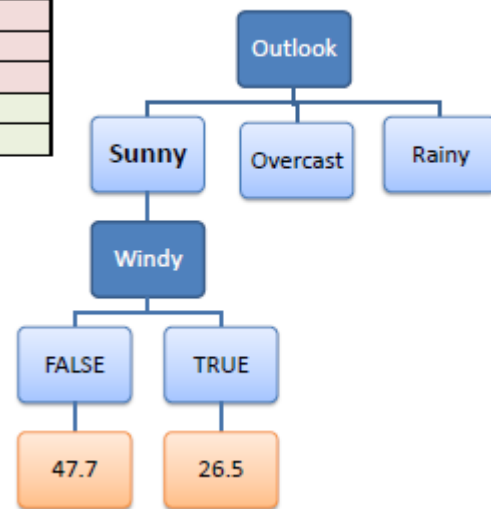 Outlook
Sunny
Overcast
Rainy
Windy
FALSE
TRUE
47.7
26.5